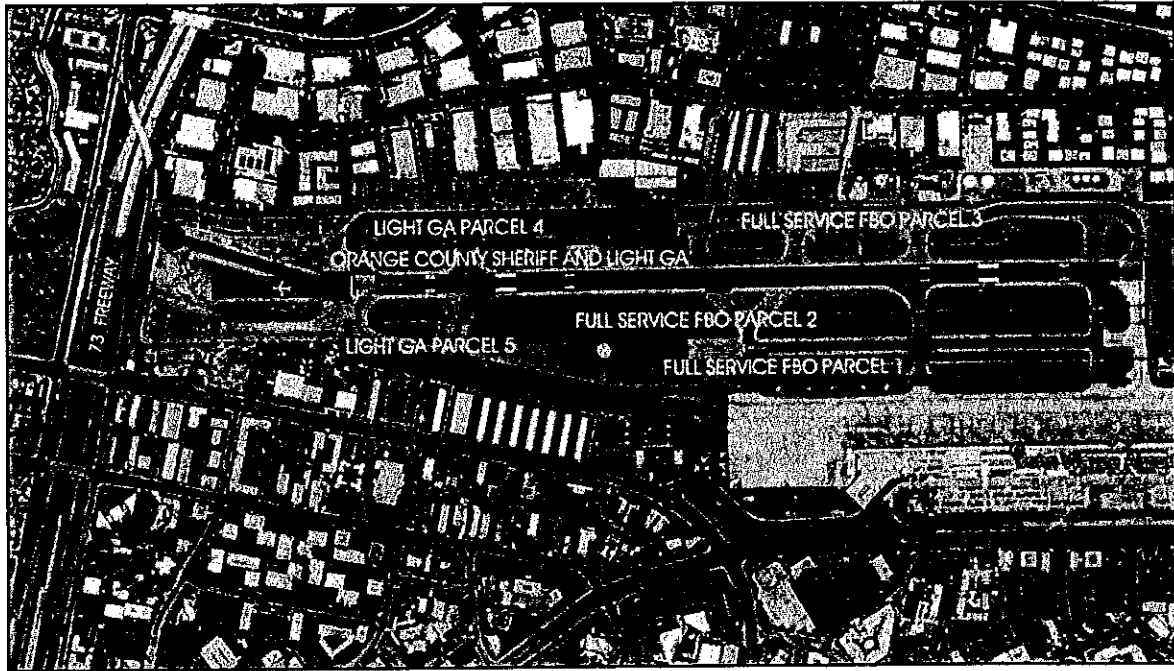 LIGHT GA PARCEL 4
FULL SERVICE FBO PARCEL 3
ORANGE COUNTY SHERIFF AND LIGHT GA
73 FREEWAY
FULL SERVICE FBO PARCEL 2
LIGHT GA PARCEL 5
FULL SERVICE FBO PARCEL 1